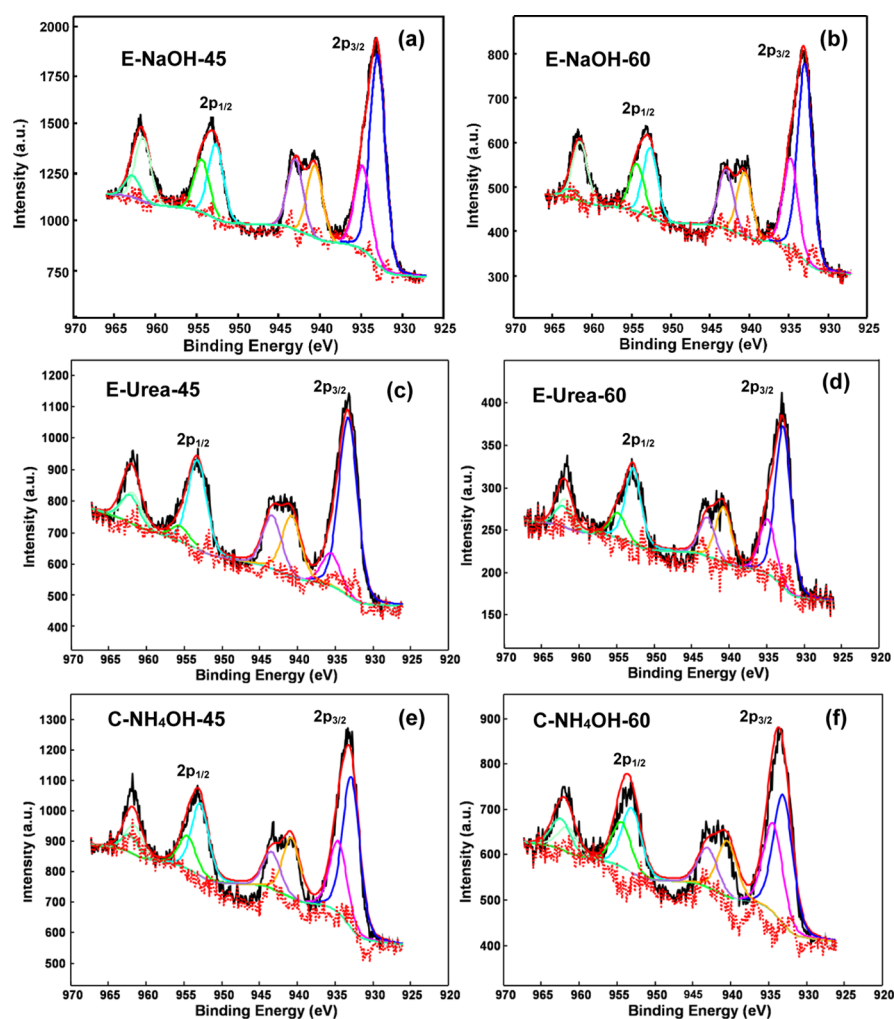 (a)
E-NaOH-45
2p3/2
2p1/2
Intensity (a.u.)
2000
1750
1500
1250
1000
750
500
970 965 960 955 950 945 940 935 930 925
Binding Energy (eV)
(b)
E-NaOH-60
2p3/2
2p1/2
Intensity (a.u.)
800
700
600
500
400
300
200
970 965 960 955 950 945 940 935 930 925
Binding Energy (eV)
(c)
E-Urea-45
2p3/2
2p1/2
Intensity (a.u.)
1200
1100
1000
900
800
700
600
500
400
970 965 960 955 950 945 940 935 930 925 920
Binding Energy (eV)
(d)
E-Urea-60
2p3/2
2p1/2
Intensity (a.u.)
400
350
300
250
200
150
970 965 960 955 950 945 940 935 930 925 920
Binding Energy (eV)
(e)
C-NH4OH-45
2p3/2
2p1/2
Intensity (a.u.)
1300
1200
1100
1000
900
800
700
600
500
970 965 960 955 950 945 940 935 930 925 920
Binding Energy (eV)
(f)
C-NH4OH-60
2p3/2
2p1/2
Intensity (a.u.)
900
800
700
600
500
400
970 965 960 955 950 945 940 935 930 925 920
Binding Energy (eV)